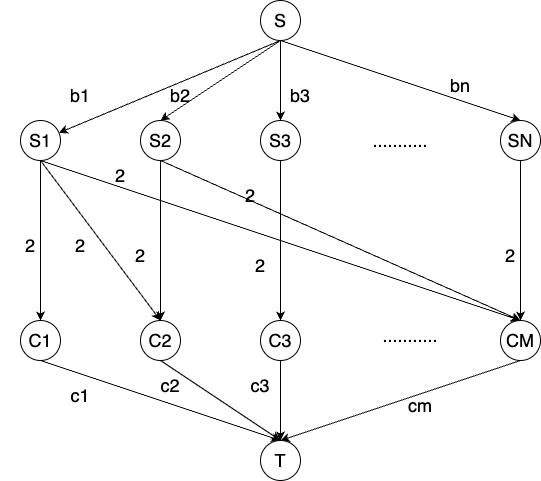 S
b1
b2
b3
bn
S1
S2
S3
...........
SN
2
2
2
2
2
2
2
C1
C2
C3
...........
CM
c1
c2
c3
cm
T